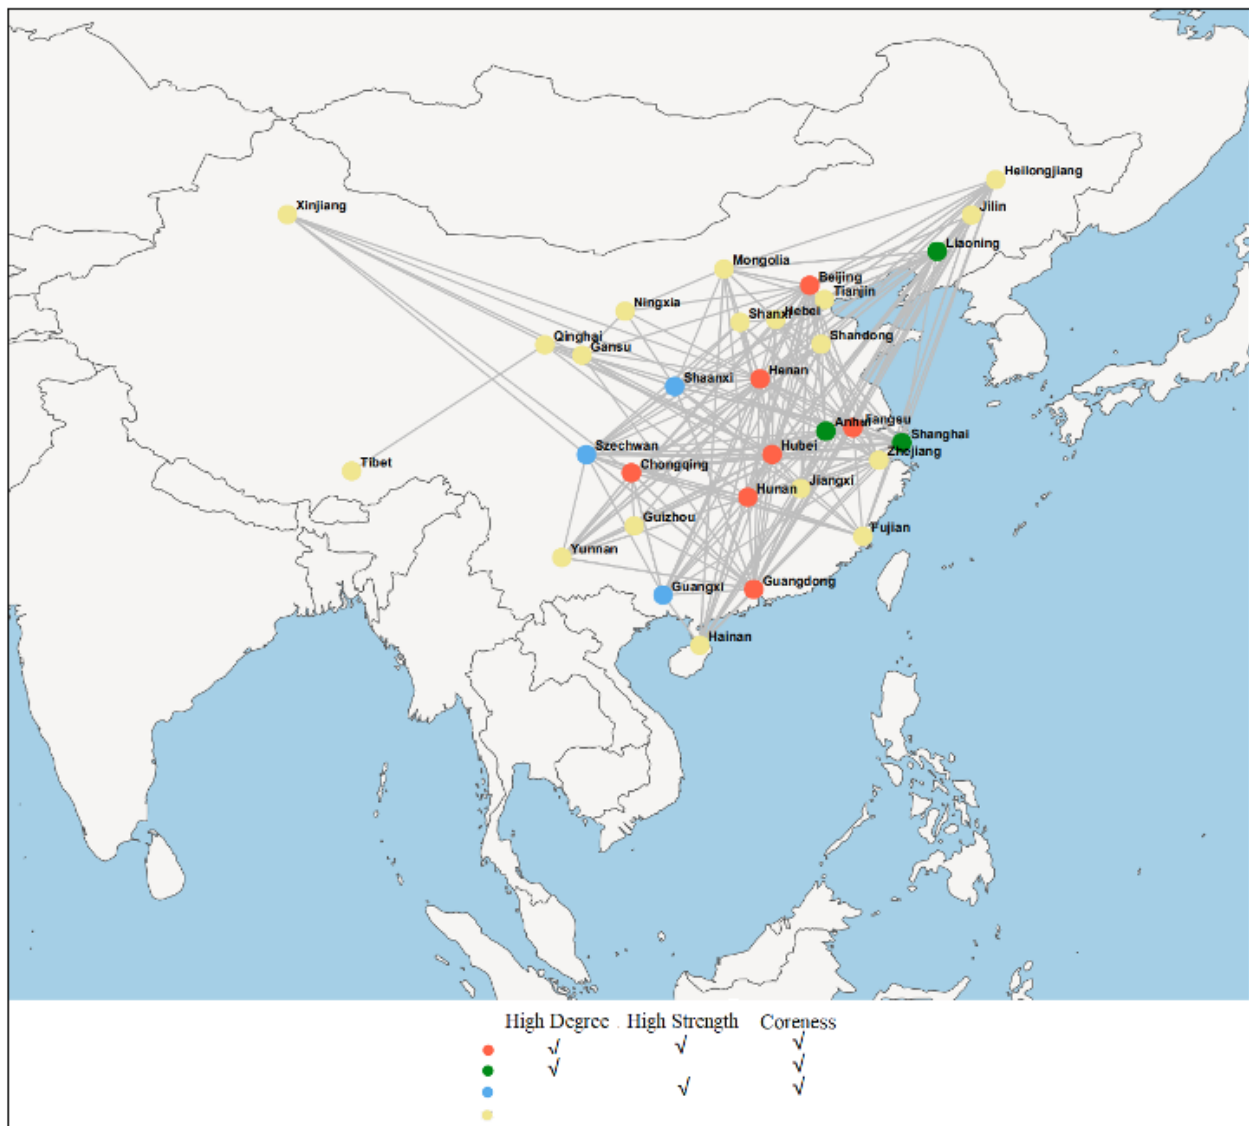 Heilongjiang
Xinjiang
Jilin
Liaoning
Mongolia
Beijing
Tianjin
Ningxia
Shanxi
Hebei
Qinghai
Gansu
Shandong
Shaanxi
Henan
Anhui
Shanghai
Szechwan
Hubei
Zhejiang
Tibet
Chongqing
Hunan
Jiangxi
Guizhou
Fujian
Yunnan
Guangxi
Guangdong
Hainan
High Degree High Strength Coreness
√ √ √
√ √
√ √